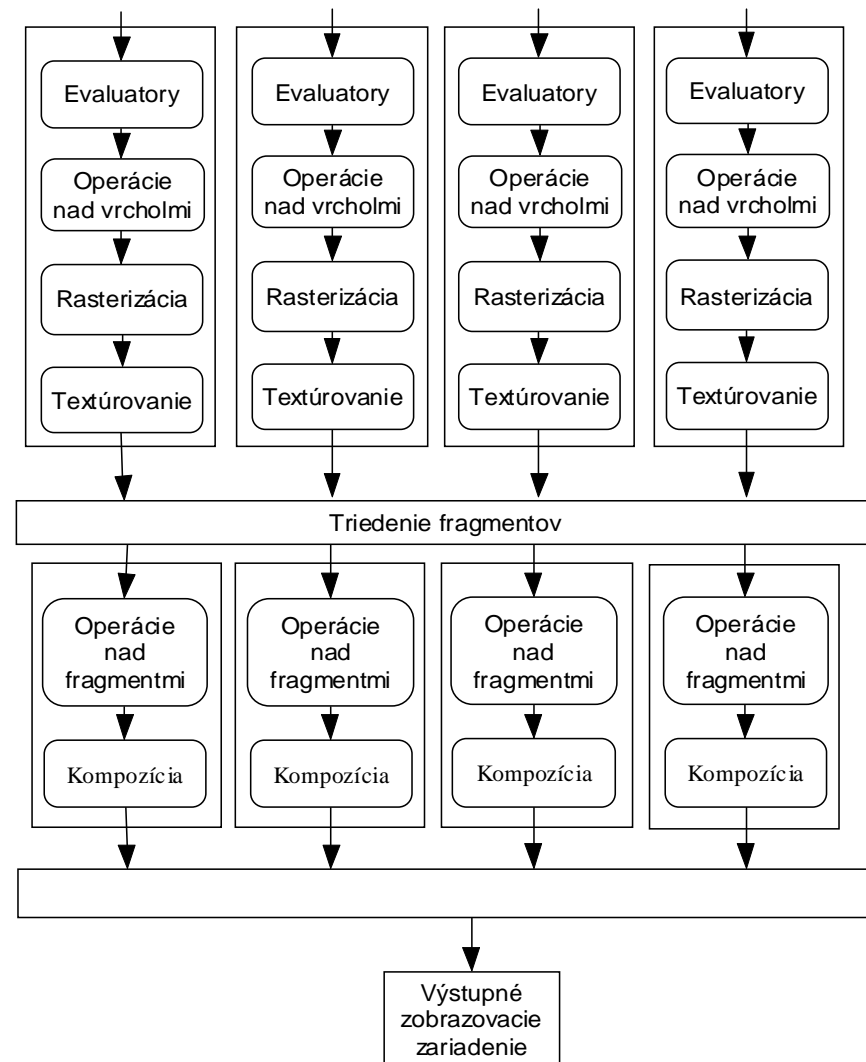 Evaluatory
Evaluatory
Evaluatory
Evaluatory
Operácie
nad vrcholmi
Operácie
nad vrcholmi
Operácie
nad vrcholmi
Operácie
nad vrcholmi
Rasterizácia
Rasterizácia
Rasterizácia
Rasterizácia
Textúrovanie
Textúrovanie
Textúrovanie
Textúrovanie
Triedenie fragmentov
Operácie
nad
fragmentmi
Operácie
nad
fragmentmi
Operácie
nad
fragmentmi
Operácie
nad
fragmentmi
Kompozícia
Kompozícia
Kompozícia
Kompozícia
Výstupné
zobrazovacie
zariadenie